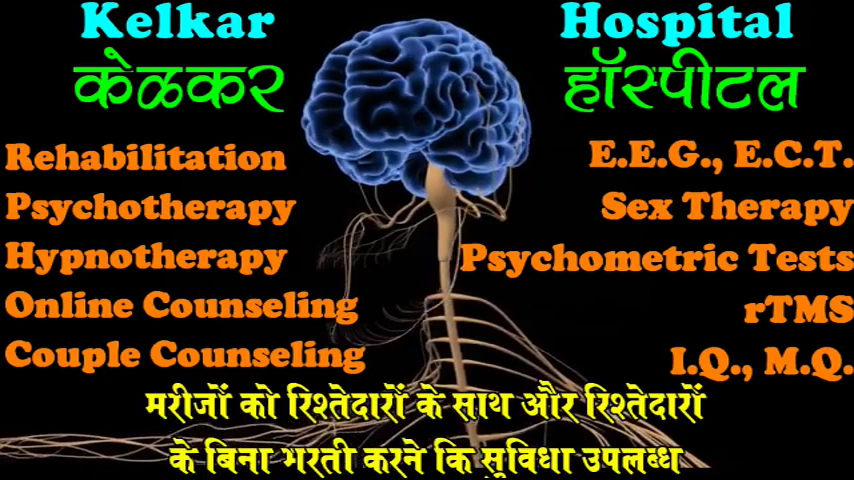 Kelkar Hospital
केळकर हॉस्पीटल
Rehabilitation
Psychotherapy
Hypnotherapy
Online Counseling
Couple Counseling
E.E.G., E.C.T.
Sex Therapy
Psychometric Tests
rTMS
I.Q., M.Q.
मरीजों को रिश्तेदारों के साथ और रिश्तेदारों
के बिना भरती करने कि सुविधा उपलब्ध